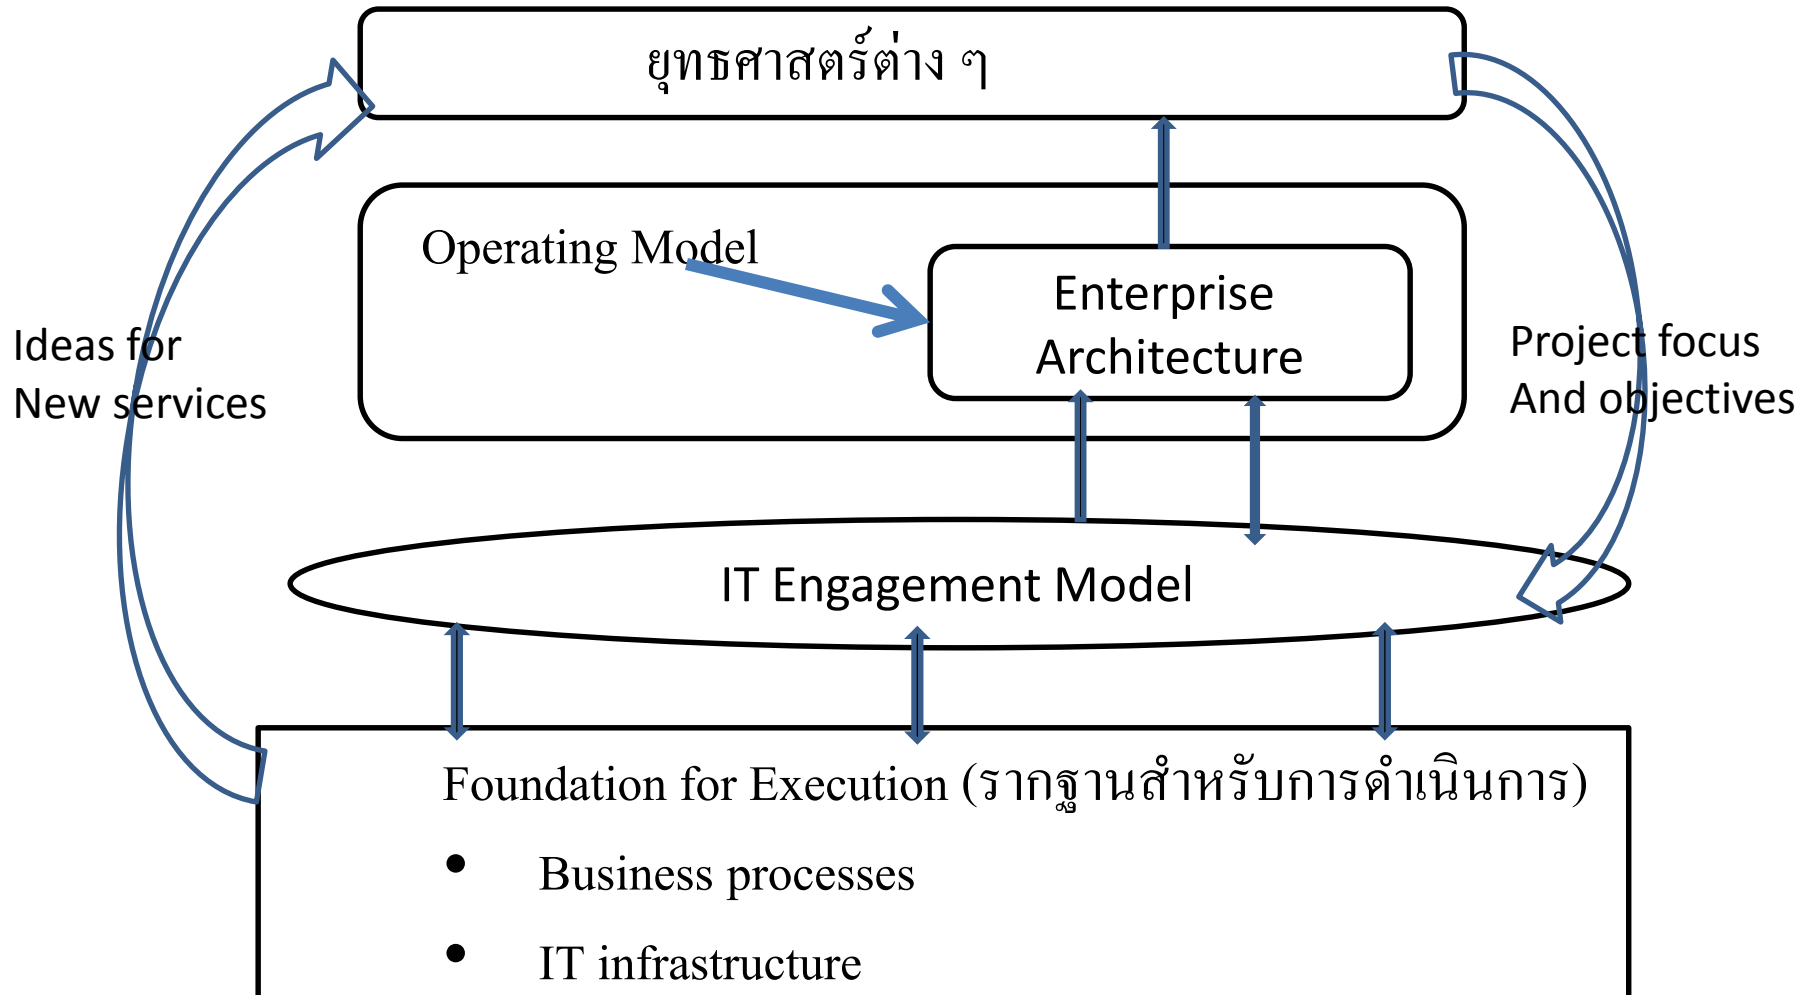 ยุทธศาสตร์ต่าง ๆ
Operating Model
Enterprise
Architecture
Ideas for
New services
Project focus
And objectives
IT Engagement Model
Foundation for Execution (รากฐานสำหรับการดำเนินการ)
• Business processes
• IT infrastructure